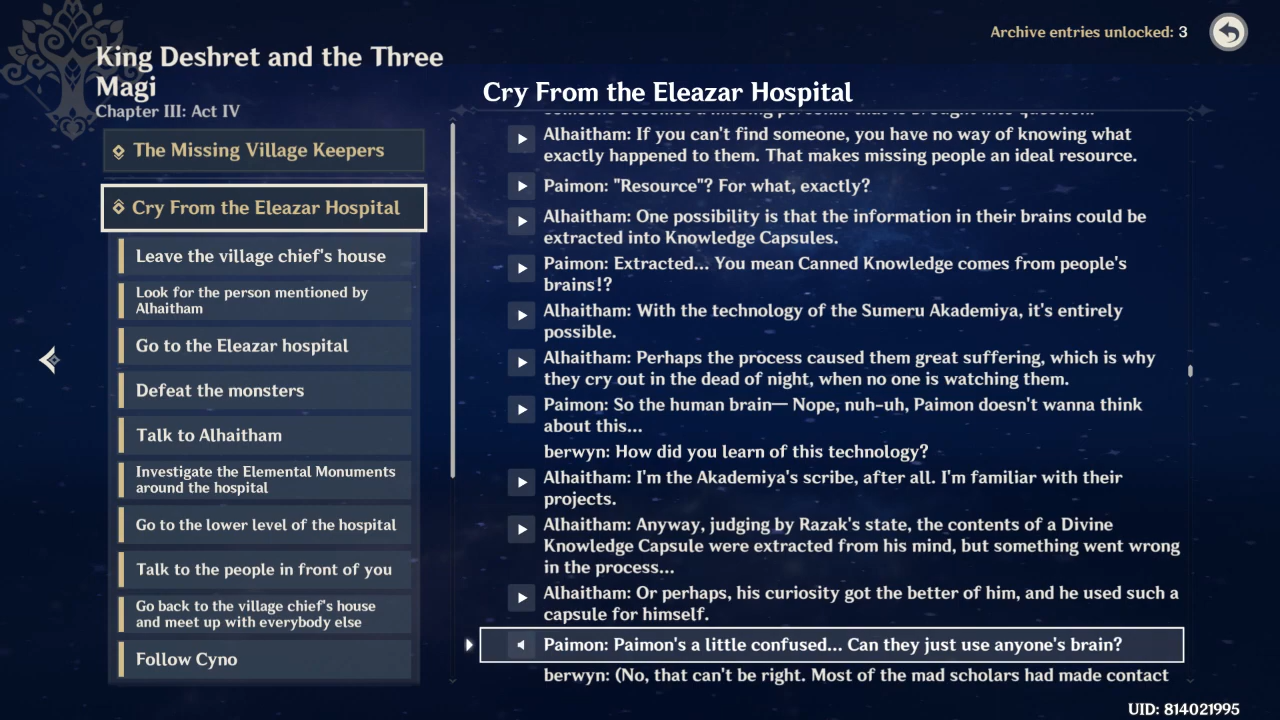 Archive entries unlocked: 3
King Deshret and the Three
Magi
Chapter III: Act IV
The Missing Village Keepers
Cry From the Eleazar Hospital
Leave the village chief's house
Look for the person mentioned by
Alhaitham
Go to the Eleazar hospital
Defeat the monsters
Talk to Alhaitham
Investigate the Elemental Monuments
around the hospital
Go to the lower level of the hospital
Talk to the people in front of you
Go back to the village chief's house
and meet up with everybody else
Follow Cyno
Cry From the Eleazar Hospital
Alhaitham: If you can't find someone, you have no way of knowing what
exactly happened to them. That makes missing people an ideal resource.
Paimon: "Resource"? For what, exactly?
Alhaitham: One possibility is that the information in their brains could be
extracted into Knowledge Capsules.
Paimon: Extracted... You mean Canned Knowledge comes from people's
brains!?
Alhaitham: With the technology of the Sumeru Akademiya, it's entirely
possible.
Alhaitham: Perhaps the process caused them great suffering, which is why
they cry out in the dead of night, when no one is watching them.
Paimon: So the human brain— Nope, nuh-uh, Paimon doesn't wanna think
about this...
berwyn: How did you learn of this technology?
Alhaitham: I'm the Akademiya's scribe, after all. I'm familiar with their
projects.
Alhaitham: Anyway, judging by Razak's state, the contents of a Divine
Knowledge Capsule were extracted from his mind, but something went wrong
in the process...
Alhaitham: Or perhaps, his curiosity got the better of him, and he used such a
capsule for himself.
Paimon: Paimon's a little confused... Can they just use anyone's brain?
berwyn: (No, that can't be right. Most of the mad scholars had made contact
UID: 814021995